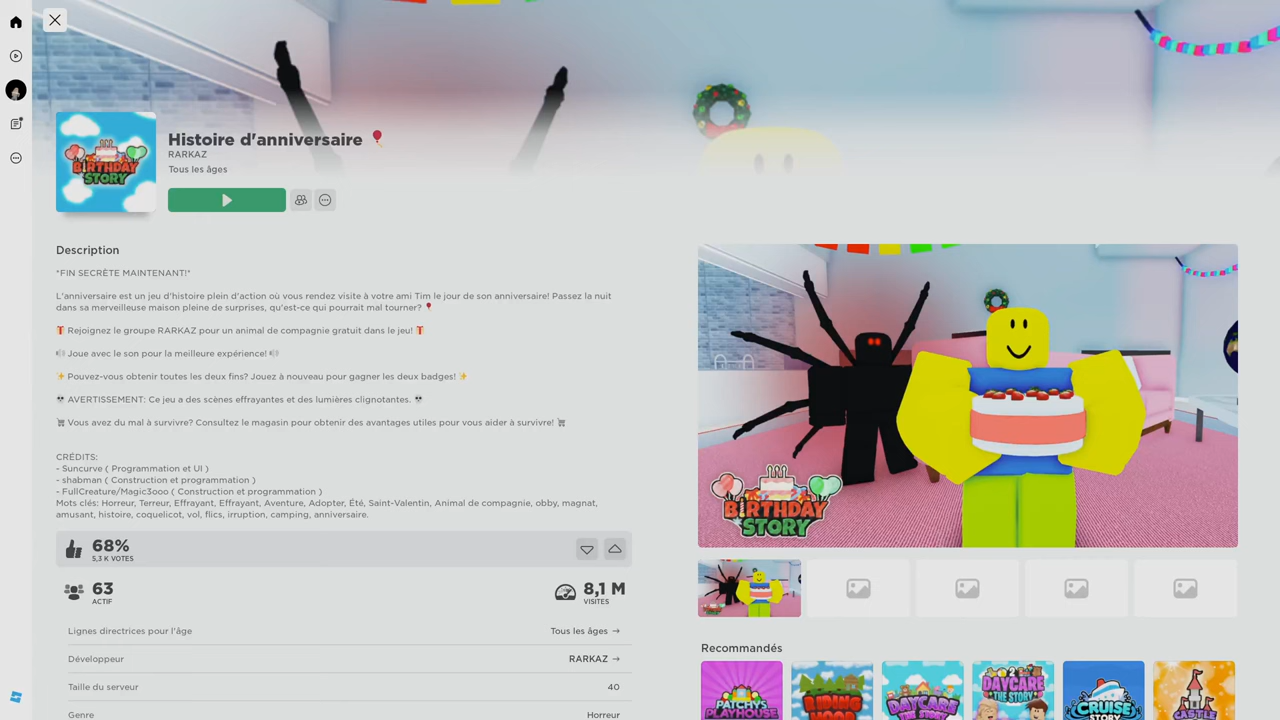 Histoire d'anniversaire
RARKAZ
Tous les âges
BIRTHDAY
STORY
Description
*FIN SECRÈTE MAINTENANT!*
L'anniversaire est un jeu d'histoire plein d'action où vous rendez visite à votre ami Tim le jour de son anniversaire! Passez la nuit
dans sa merveilleuse maison pleine de surprises, qu'est-ce qui pourrait mal tourner? 🎈
🎁 Rejoignez le groupe RARKAZ pour un animal de compagnie gratuit dans le jeu! 🎁
🔊 Joue avec le son pour la meilleure expérience! 🔊
✨ Pouvez-vous obtenir toutes les deux fins? Jouez à nouveau pour gagner les deux badges! ✨
💀 AVERTISSEMENT: Ce jeu a des scènes effrayantes et des lumières clignotantes. 💀
🛒 Vous avez du mal à survivre? Consultez le magasin pour obtenir des avantages utiles pour vous aider à survivre! 🛒
CRÉDITS:
- Suncurve ( Programmation et UI )
- shabman ( Construction et programmation )
- FullCreature/Magic3ooo ( Construction et programmation )
Mots clés: Horreur, Terreur, Effrayant, Effrayant, Aventure, Adopter, Été, Saint-Valentin, Animal de compagnie, obby, magnat,
amusant, histoire, coquelicot, vol, flics, irruption, camping, anniversaire.
68%
5,3 K VOTES
63
ACTIF
8,1 M
VISITES
Lignes directrices pour l'âge
Tous les âges →
Développeur
RARKAZ →
Taille du serveur
40
Genre
Horreur
BIRTHDAY
STORY
Recommandés
PATCHY'S
PLAYHOUSE
RIDING
HOOD
DAYCARE
THE STORY
DAYCARE 2
THE STORY
CRUISE
STORY
CASTLE